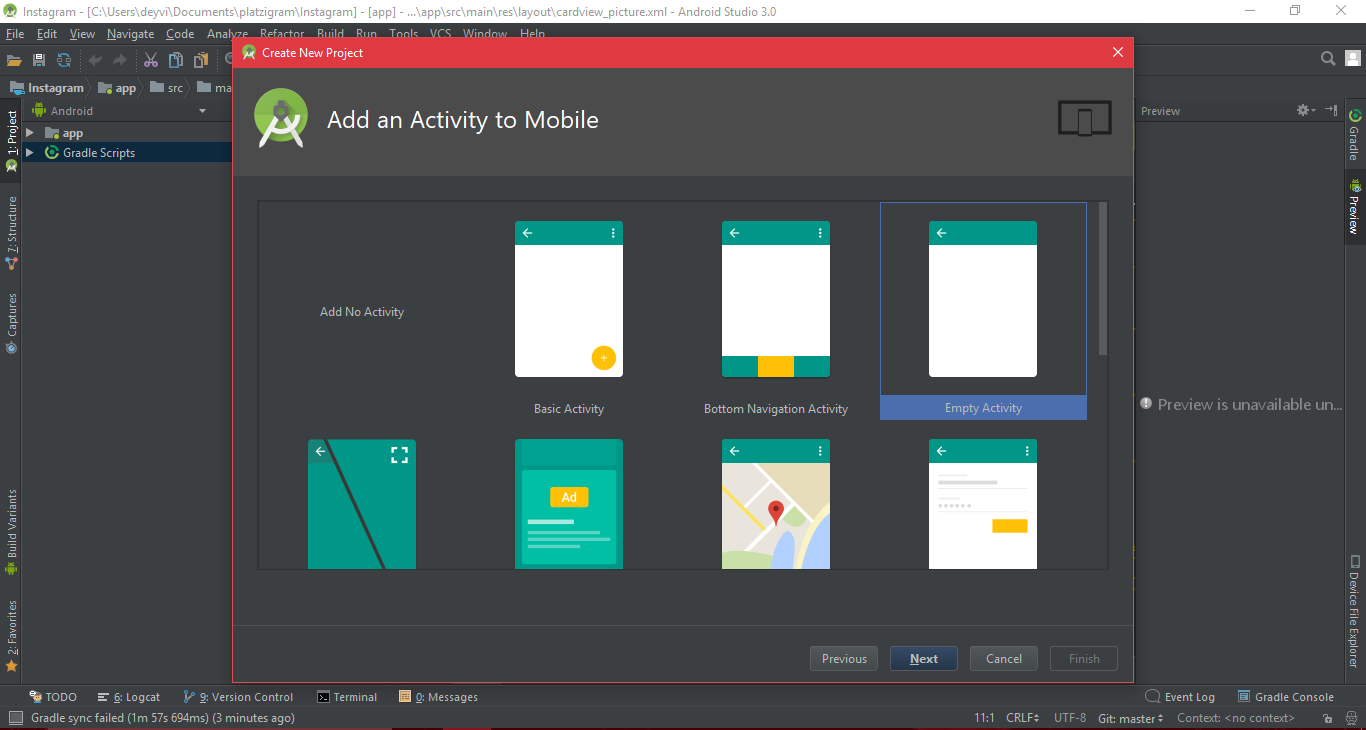 Instagram - [C:\Users\deyvi\Documents\platzigram\Instagram] - [app] - ...\app\src\main\res\layout\cardview_picture.xml - Android Studio 3.0
File Edit View Navigate Code Analyze Refactor Build Run Tools VCS Window Help
Create New Project
Instagram app src ma
Add an Activity to Mobile
Android
app
Gradle Scripts
1: Project
7: Structure
Captures
Build Variants
2: Favorites
Add No Activity
+
Basic Activity
Bottom Navigation Activity
Empty Activity
Ad
Previous Next Cancel Finish
Preview
Preview is unavailable un...
Gradle
Preview
Device File Explorer
TODO 6: Logcat 9: Version Control Terminal 0: Messages Event Log Gradle Console
Gradle sync failed (1m 57s 694ms) (3 minutes ago) 11:1 CRLF UTF-8 Git: master Context: <no context>